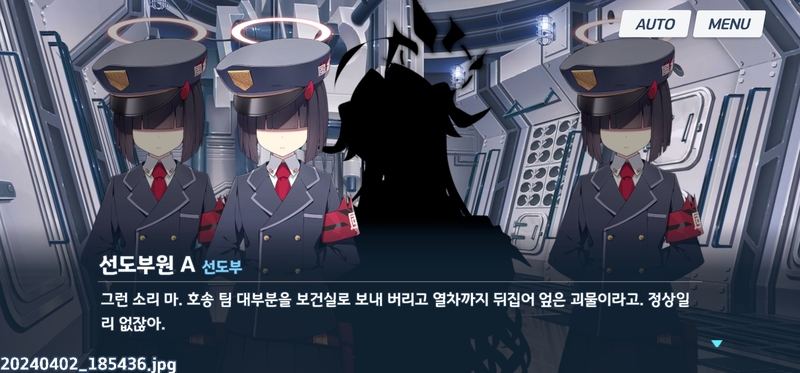 AUTO MENU
선도부원 A 선도부
그런 소리 마. 호송 팀 대부분을 보건실로 보내 버리고 열차까지 뒤집어 엎은 괴물이라고. 정상일
리 없잖아.
20240402_185436.jpg